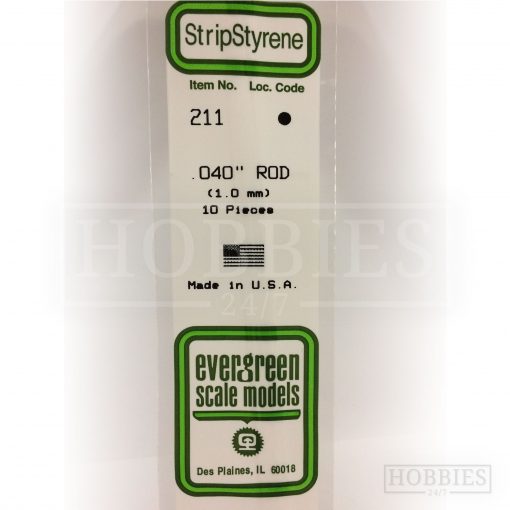 StripStyrene
Item No. Loc. Code
211 ●
.040" ROD
(1.0 mm)
10 Pieces
Made in U.S.A.
HOBBIES
24/7
evergreen
scale models
Des Plaines, IL 60018
HOBBIES
24/7